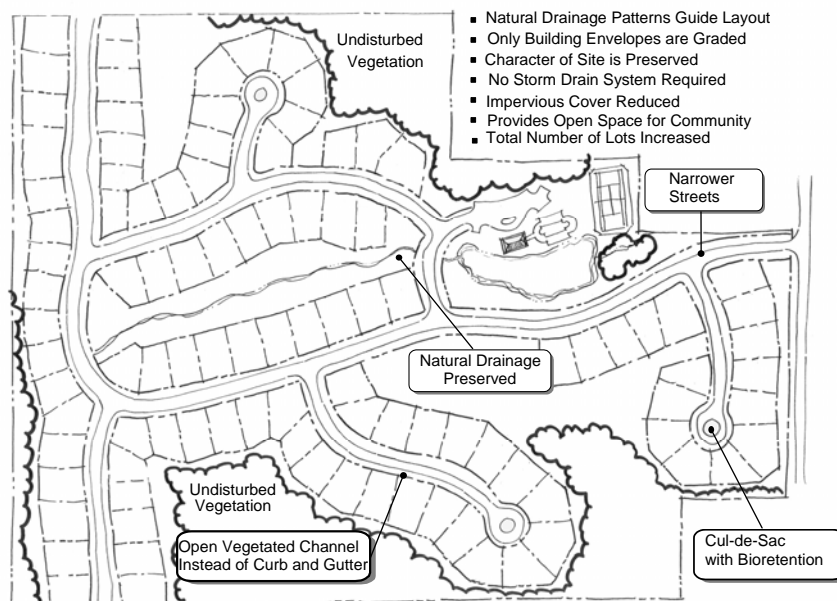 Undisturbed
Vegetation
▪ Natural Drainage Patterns Guide Layout
▪ Only Building Envelopes are Graded
▪ Character of Site is Preserved
▪ No Storm Drain System Required
▪ Impervious Cover Reduced
▪ Provides Open Space for Community
▪ Total Number of Lots Increased
Narrower
Streets
Natural Drainage
Preserved
Undisturbed
Vegetation
Open Vegetated Channel
Instead of Curb and Gutter
Cul-de-Sac
with Bioretention